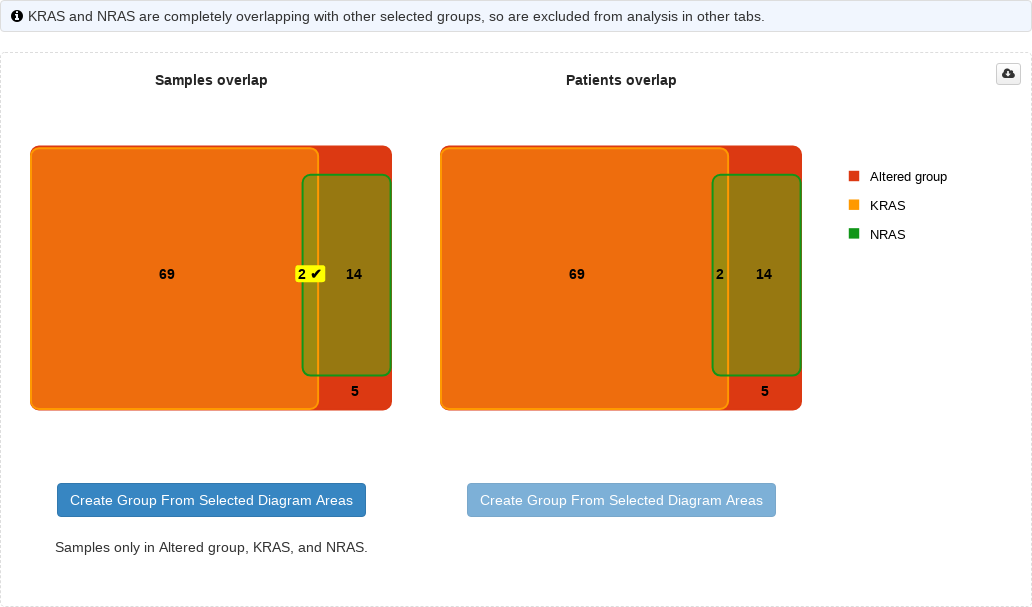 KRAS and NRAS are completely overlapping with other selected groups, so are excluded from analysis in other tabs.
Samples overlap
Patients overlap
69
2 ✔
14
5
69
2
14
5
Altered group
KRAS
NRAS
Create Group From Selected Diagram Areas
Create Group From Selected Diagram Areas
Samples only in Altered group, KRAS, and NRAS.